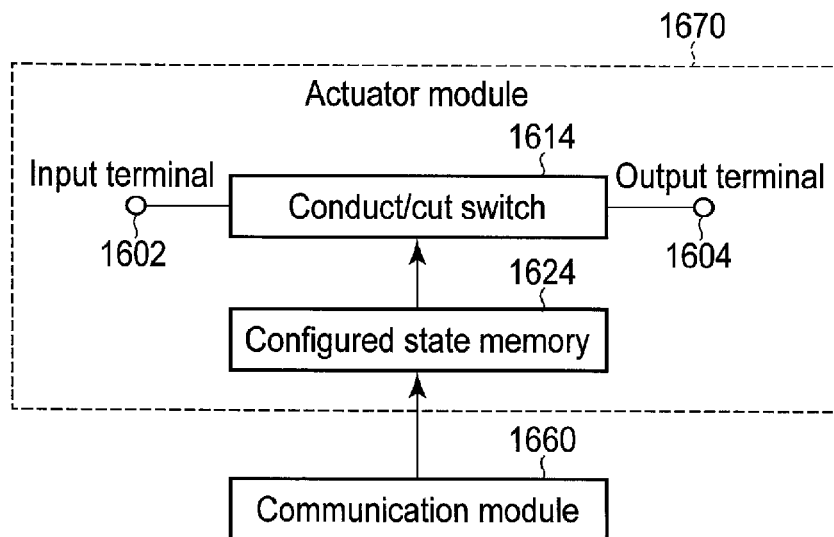 1670
Actuator module
1614
Input terminal
Conduct/cut switch
Output terminal
1602
1604
1624
Configured state memory
1660
Communication module